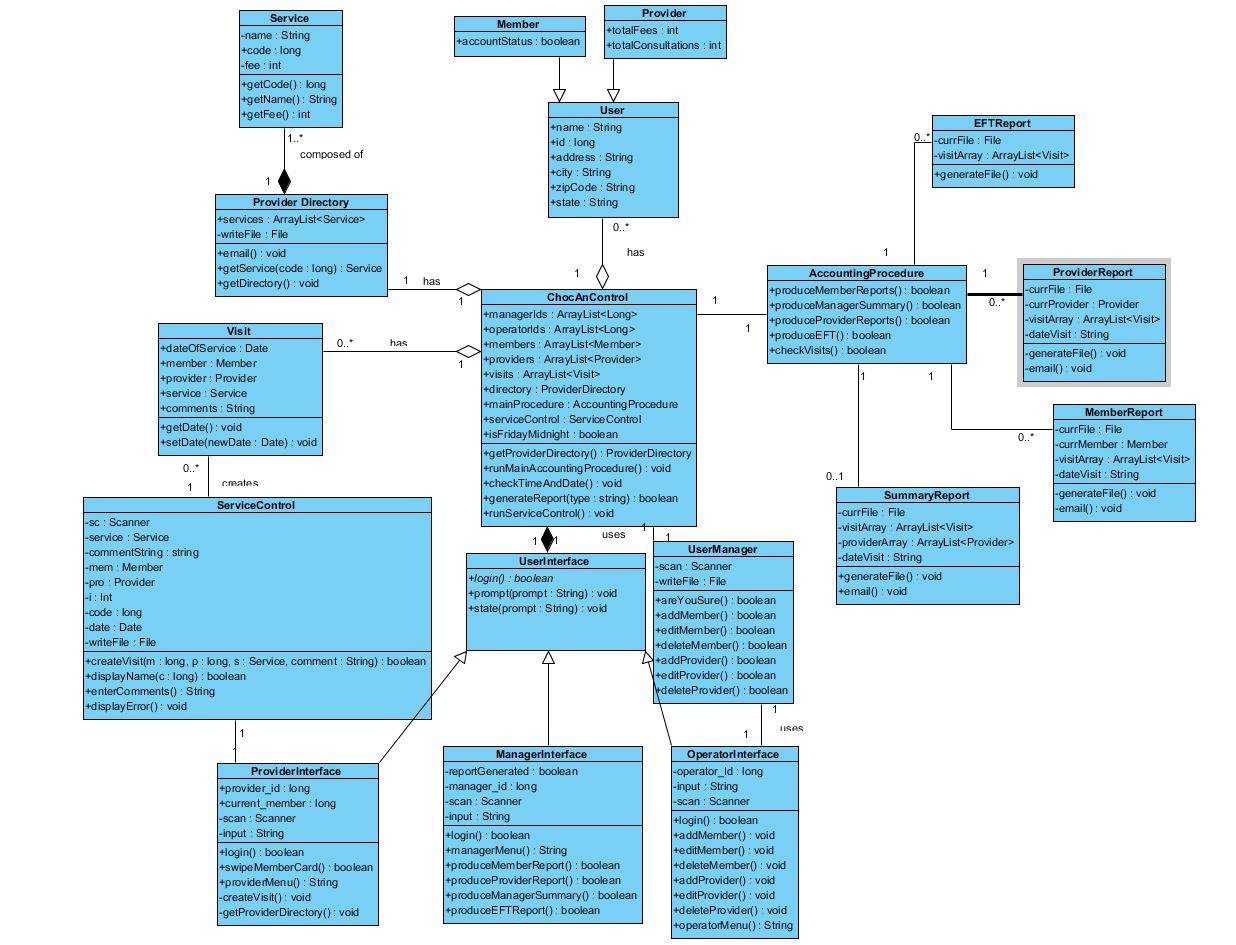 Service
-name : String
+code : long
-fee : int
+getCode() : long
+getName() : String
+getFee() : int
Member
+accountStatus : boolean
Provider
+totalFees : int
+totalConsultations : int
1..*
composed of
1
User
+name : String
+id : long
+address : String
+city : String
+zipCode : String
+state : String
0..*
has
1
EFTReport
-currFile : File
-visitArray : ArrayList<Visit>
+generateFile() : void
0..*
1
Provider Directory
+services : ArrayList<Service>
-writeFile : File
+email() : void
+getService(code : long) : Service
+getDirectory() : void
1
has
1
ChocAnControl
+managerIds : ArrayList<Long>
+operatorIds : ArrayList<Long>
+members : ArrayList<Member>
+providers : ArrayList<Provider>
+visits : ArrayList<Visit>
+directory : ProviderDirectory
+mainProcedure : AccountingProcedure
+serviceControl : ServiceControl
+isFridayMidnight : boolean
+getProviderDirectory() : ProviderDirectory
+runMainAccountingProcedure() : void
+checkTimeAndDate() : void
+generateReport(type : string) : boolean
+runServiceControl() : void
1
1
AccountingProcedure
+produceMemberReports() : boolean
+produceManagerSummary() : boolean
+produceProviderReports() : boolean
+produceEFT() : boolean
+checkVisits() : boolean
1
0..*
ProviderReport
-currFile : File
-currProvider : Provider
-visitArray : ArrayList<Visit>
-dateVisit : String
+generateFile() : void
-email() : void
Visit
+dateOfService : Date
+member : Member
+provider : Provider
+service : Service
+comments : String
+getDate() : void
+setDate(newDate : Date) : void
0..*
has
1
1
1
0..*
MemberReport
-currFile : File
-currMember : Member
-visitArray : ArrayList<Visit>
-dateVisit : String
+generateFile() : void
-email() : void
0..1
SummaryReport
-currFile : File
-visitArray : ArrayList<Visit>
-providerArray : ArrayList<Provider>
-dateVisit : String
+generateFile() : void
+email() : void
0..*
1
creates
ServiceControl
-sc : Scanner
-service : Service
-commentString : string
-mem : Member
-pro : Provider
-i : Int
-code : long
-date : Date
-writeFile : File
+createVisit(m : long, p : long, s : Service, comment : String) : boolean
+displayName(c : long) : boolean
+enterComments() : String
+displayError() : void
1
1
uses
1
1
UserInterface
+login() : boolean
+prompt(prompt : String) : void
+state(prompt : String) : void
UserManager
-scan : Scanner
-writeFile : File
+areYouSure() : boolean
+addMember() : boolean
+editMember() : boolean
+deleteMember() : boolean
+addProvider() : boolean
+editProvider() : boolean
+deleteProvider() : boolean
1
uses
1
1
1
ProviderInterface
+provider_id : long
+current_member : long
-scan : Scanner
-input : String
+login() : boolean
+swipeMemberCard() : boolean
+providerMenu() : String
-createVisit() : void
-getProviderDirectory() : void
ManagerInterface
-reportGenerated : boolean
-manager_id : long
-scan : Scanner
-input : String
+login() : boolean
+managerMenu() : String
+produceMemberReport() : boolean
+produceProviderReport() : boolean
+produceManagerSummary() : boolean
+produceEFTReport() : boolean
OperatorInterface
-operator_Id : long
-input : String
-scan : Scanner
+login() : boolean
+addMember() : void
+editMember() : void
+deleteMember() : void
+addProvider() : void
+editProvider() : void
+deleteProvider() : void
+operatorMenu() : String